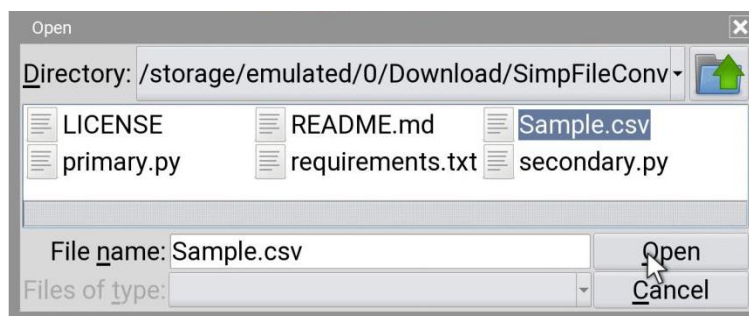 Open
Directory: /storage/emulated/0/Download/SimpFileConv
LICENSE README.md Sample.csv
primary.py requirements.txt secondary.py
File name: Sample.csv Open
Files of type: Cancel